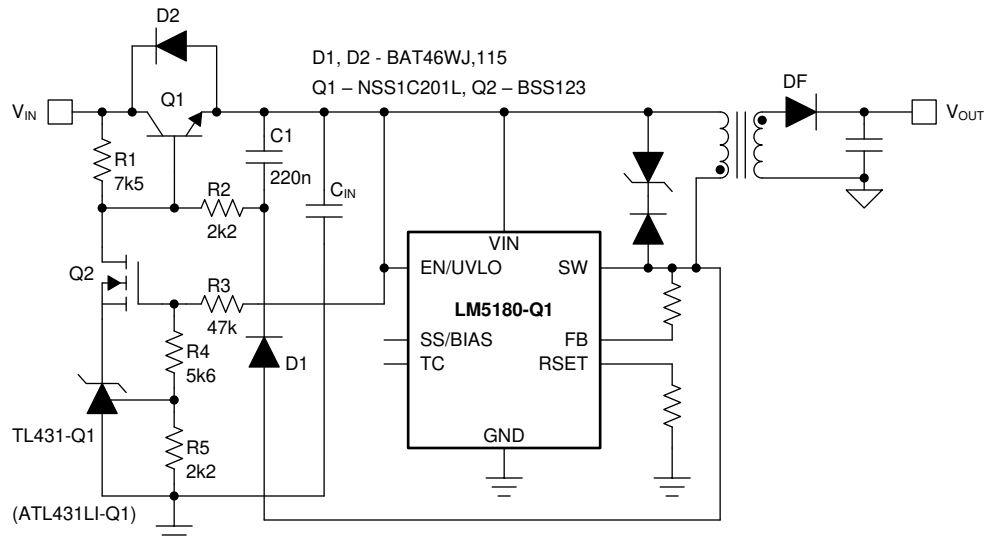 D2
D1, D2 - BAT46WJ,115
Q1 – NSS1C201L, Q2 – BSS123
DF
VIN
Q1
VOUT
R1
7k5
C1
220n
R2
2k2
CIN
VIN
Q2
R3
47k
EN/UVLO
SW
LM5180-Q1
SS/BIAS
FB
TC
RSET
R4
5k6
D1
TL431-Q1
R5
2k2
GND
(ATL431LI-Q1)